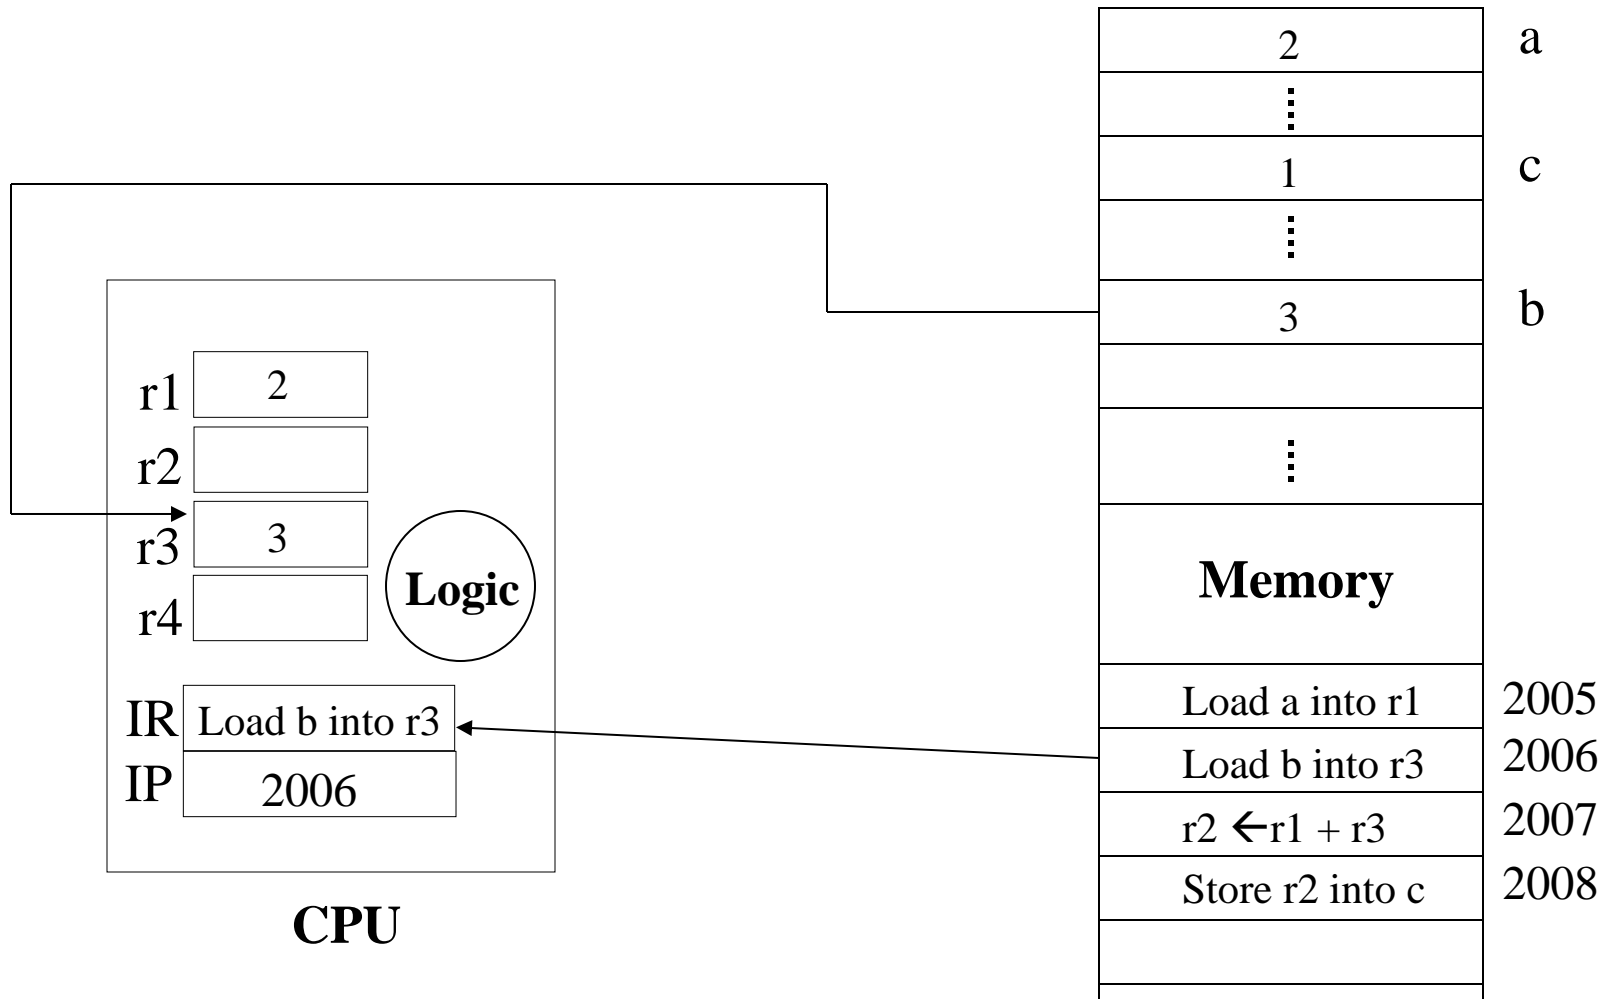 2 a
1 c
3 b
r1 2
r2
r3 3
r4
Logic
IR Load b into r3
IP 2006
CPU
Memory
Load a into r1 2005
Load b into r3 2006
r2 ←r1 + r3 2007
Store r2 into c 2008